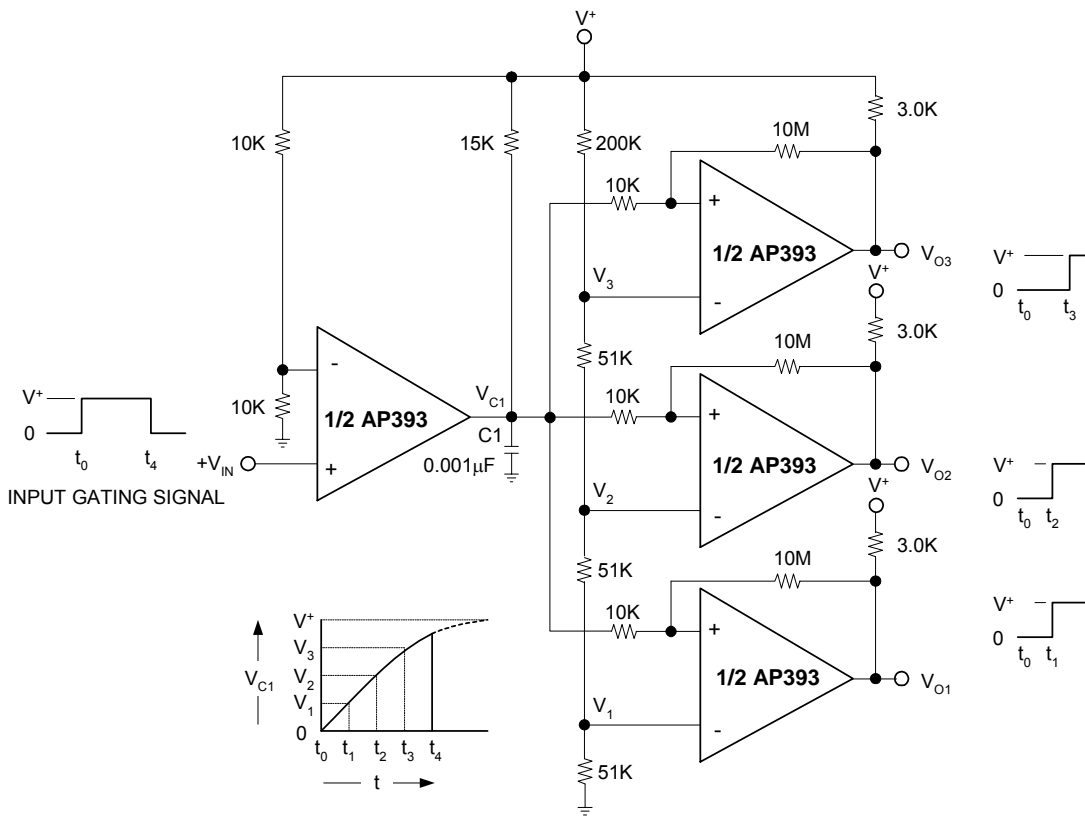 V+
10K
15K
200K
10M
3.0K
10K
+
1/2 AP393
-
VO3
V+
V3
V+
0
t0 t3
3.0K
51K
10M
10K
+
1/2 AP393
-
VO2
V+
V2
V+
0
t0 t2
-
1/2 AP393
+
10K
VC1
C1
0.001μF
V+
0
t0 t4
+VIN
INPUT GATING SIGNAL
3.0K
51K
10M
10K
+
1/2 AP393
-
VO1
V1
V+
0
t0 t1
51K
V+
V3
V2
V1
0
VC1
t0 t1 t2 t3 t4
t